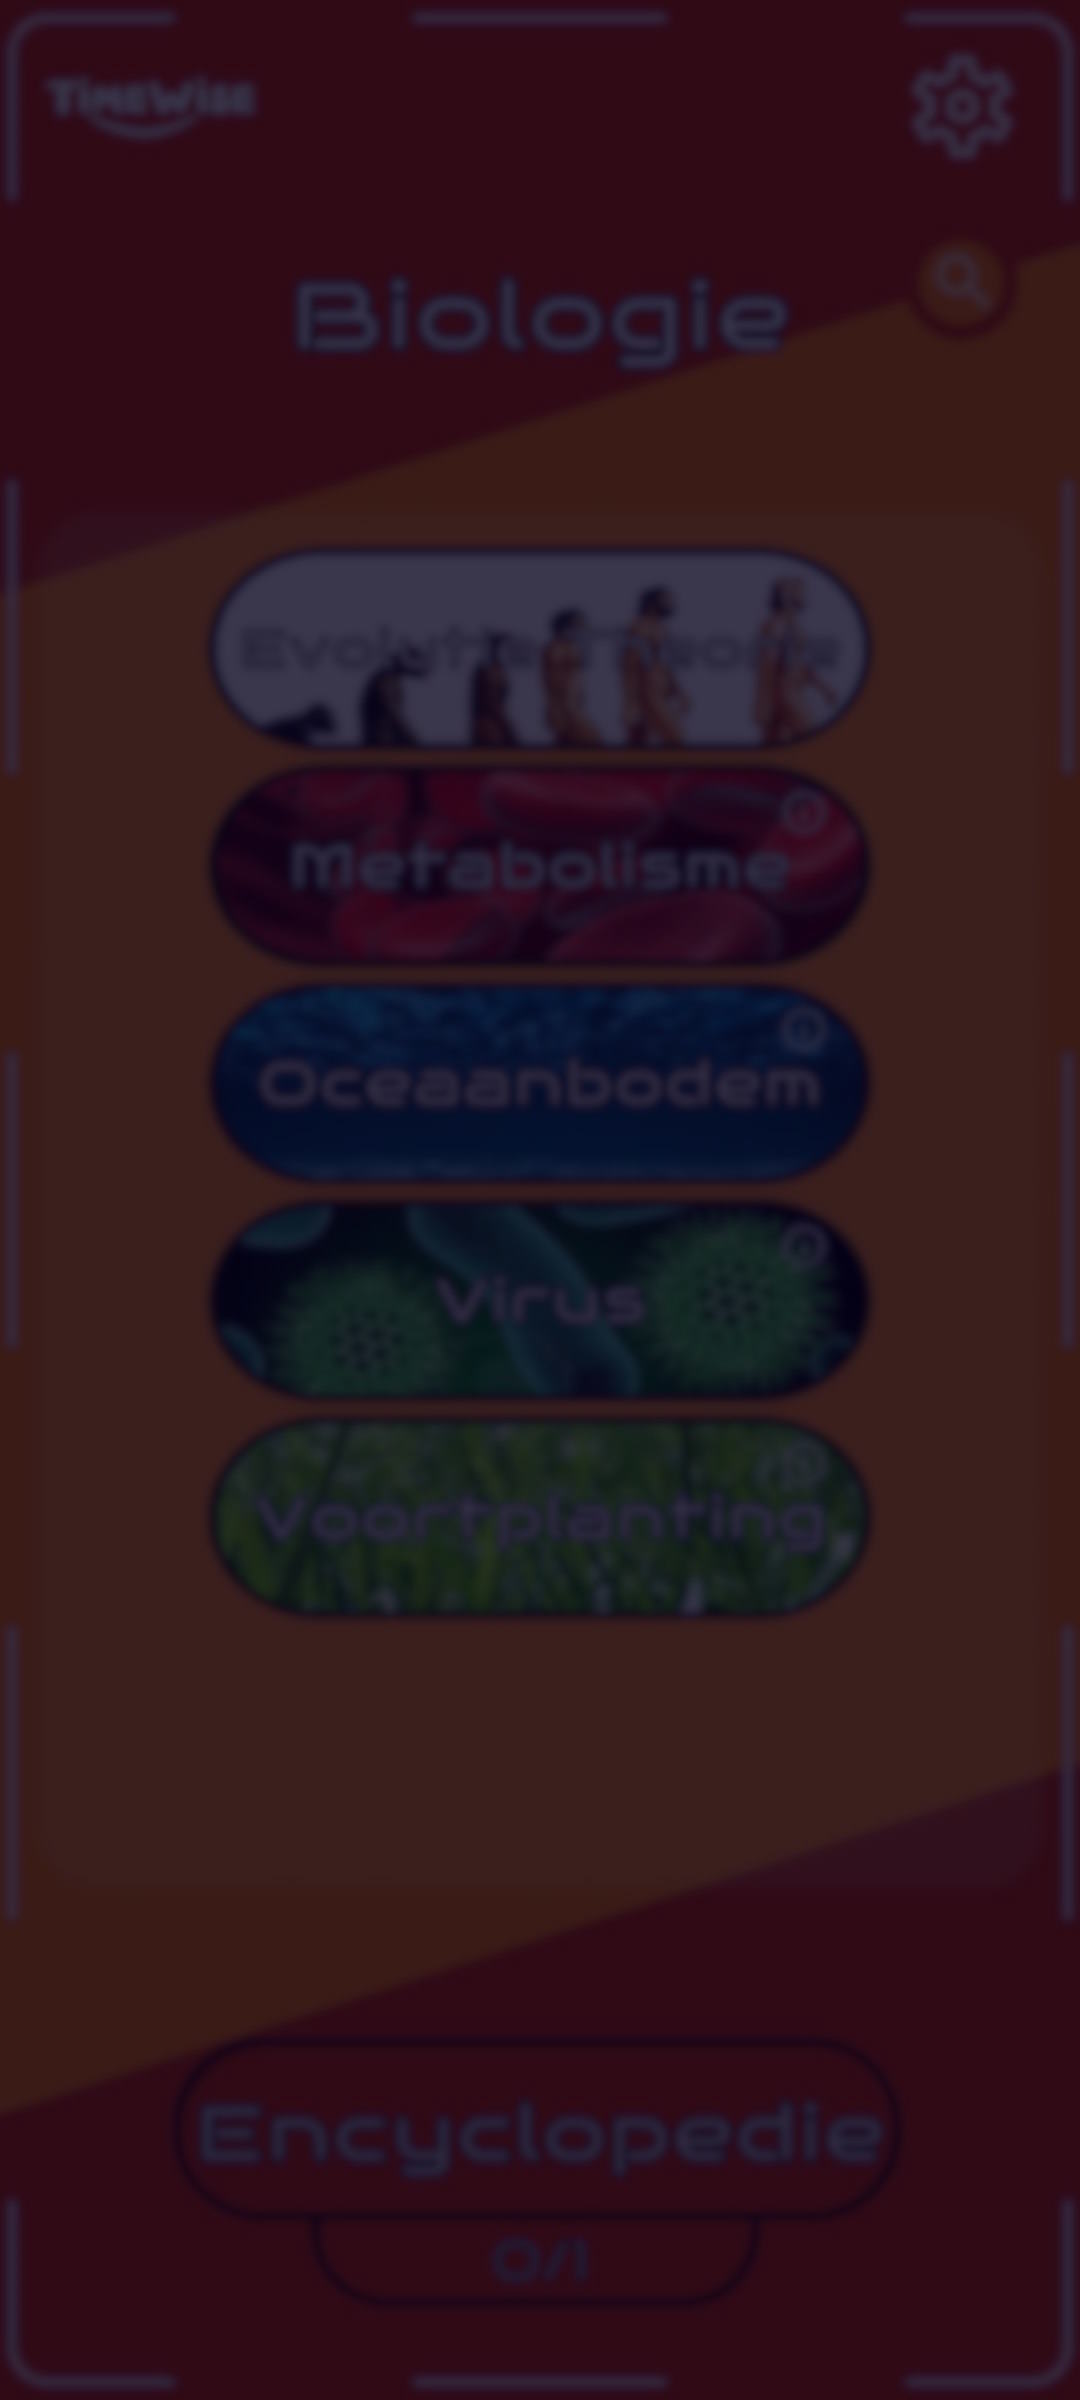 TIMEWISE
Biologie
Evolutie Theorie
Metabolisme
Oceaanbodem
Virus
Voortplanting
Encyclopedie
0/1